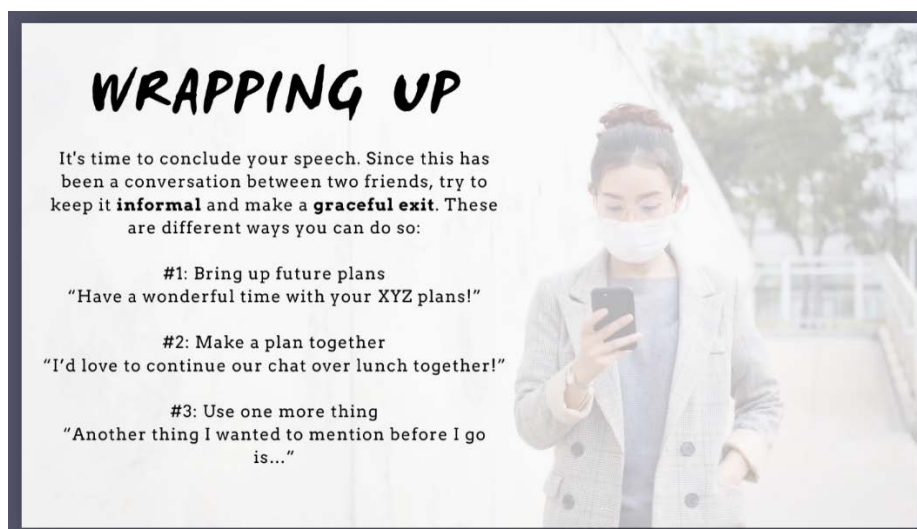 WRAPPING UP
It's time to conclude your speech. Since this has
been a conversation between two friends, try to
keep it informal and make a graceful exit. These
are different ways you can do so:
#1: Bring up future plans
“Have a wonderful time with your XYZ plans!”
#2: Make a plan together
“I’d love to continue our chat over lunch together!”
#3: Use one more thing
“Another thing I wanted to mention before I go
is...”